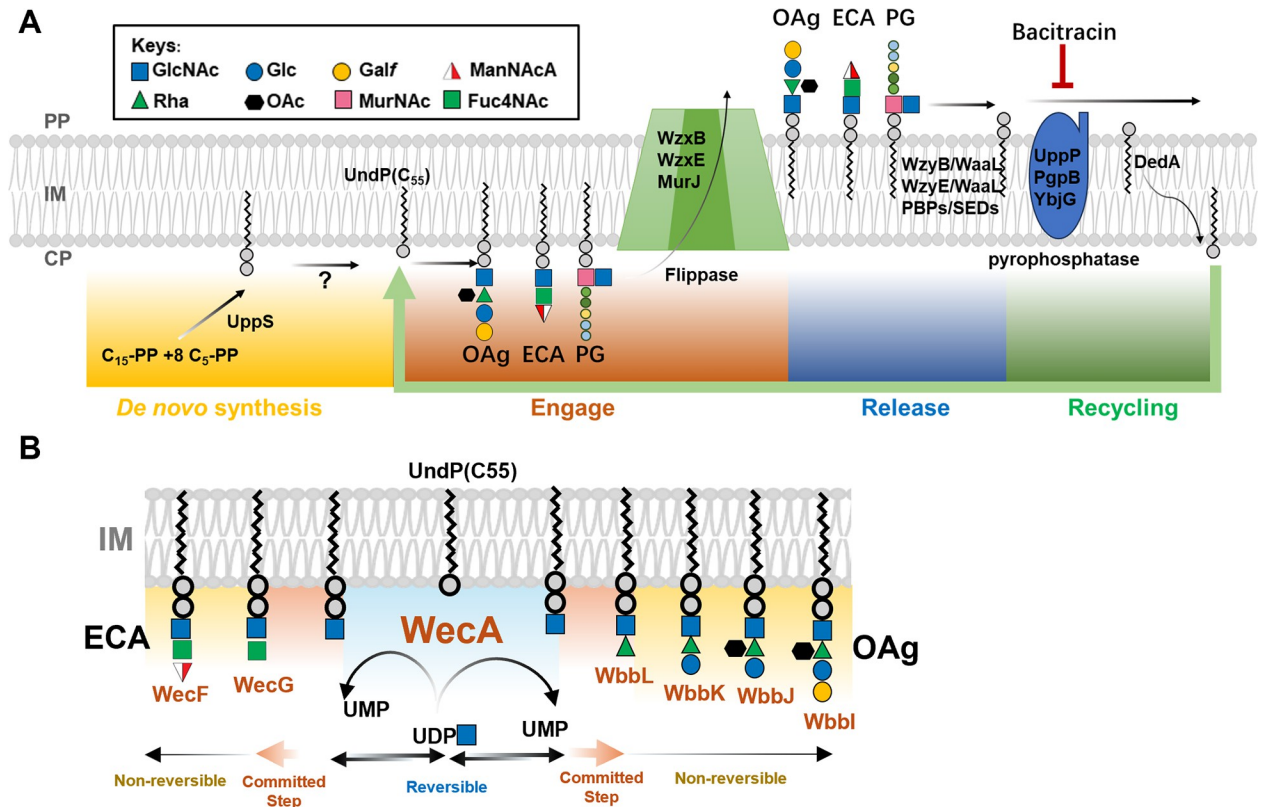 A
Keys:
GlcNAc Glc Galf ManNAcA
Rha OAc MurNAc Fuc4NAc
OAg ECA PG
Bacitracin
PP
IM
CP
UndP(C55)
WzxB
WzxE
MurJ
WzyB/WaaL
WzyE/WaaL
PBPs/SEDs
UppP
PgpB
YbjG
DedA
pyrophosphatase
Flippase
?
UppS
C15-PP +8 C5-PP
OAg ECA PG
De novo synthesis
Engage
Release
Recycling
B
UndP(C55)
IM
ECA
WecA
OAg
WecF
WecG
WbbL
WbbK
WbbJ
WbbI
UMP
UDP
UMP
Non-reversible
Committed
Step
Reversible
Committed
Step
Non-reversible